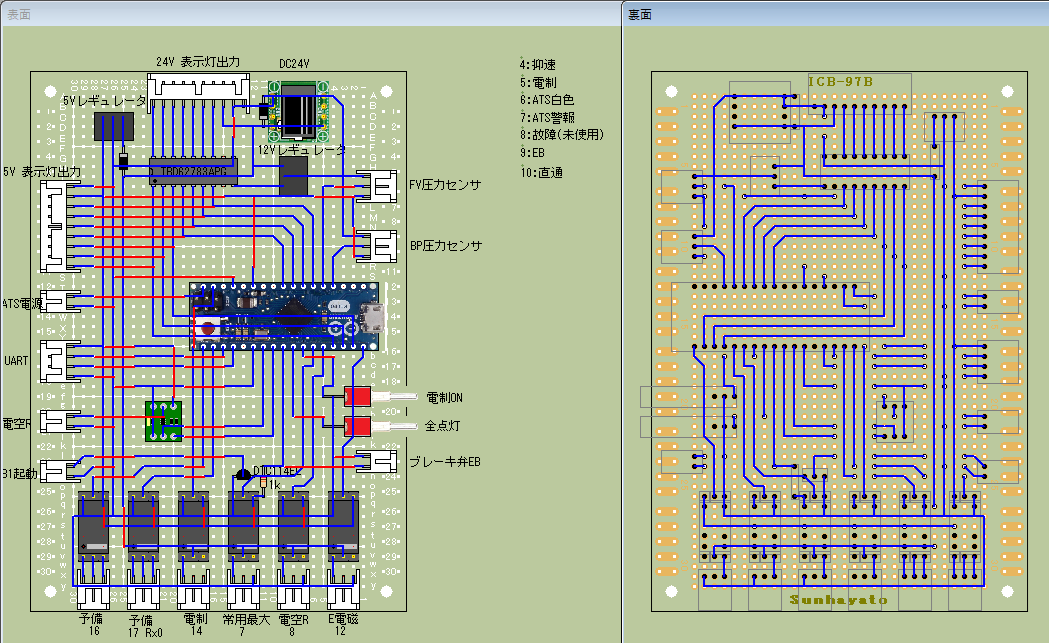 表面
裏面
24V 表示灯出力
DC24V
5Vレギュレータ
12Vレギュレータ
TBD62783APG
5V 表示灯出力
FV圧力センサ
BP圧力センサ
4:抑速
5:電制
6:ATS白色
7:ATS警報
8:故障(未使用)
9:EB
10:直通
ATS電源
UART
電空R
B1起動
電制ON
全点灯
ブレーキ弁EB
1k
予備
16
予備
17 Rx0
電制
14
常用最大
7
電空R
8
E電磁
12
ICB-97B
Sunhayato